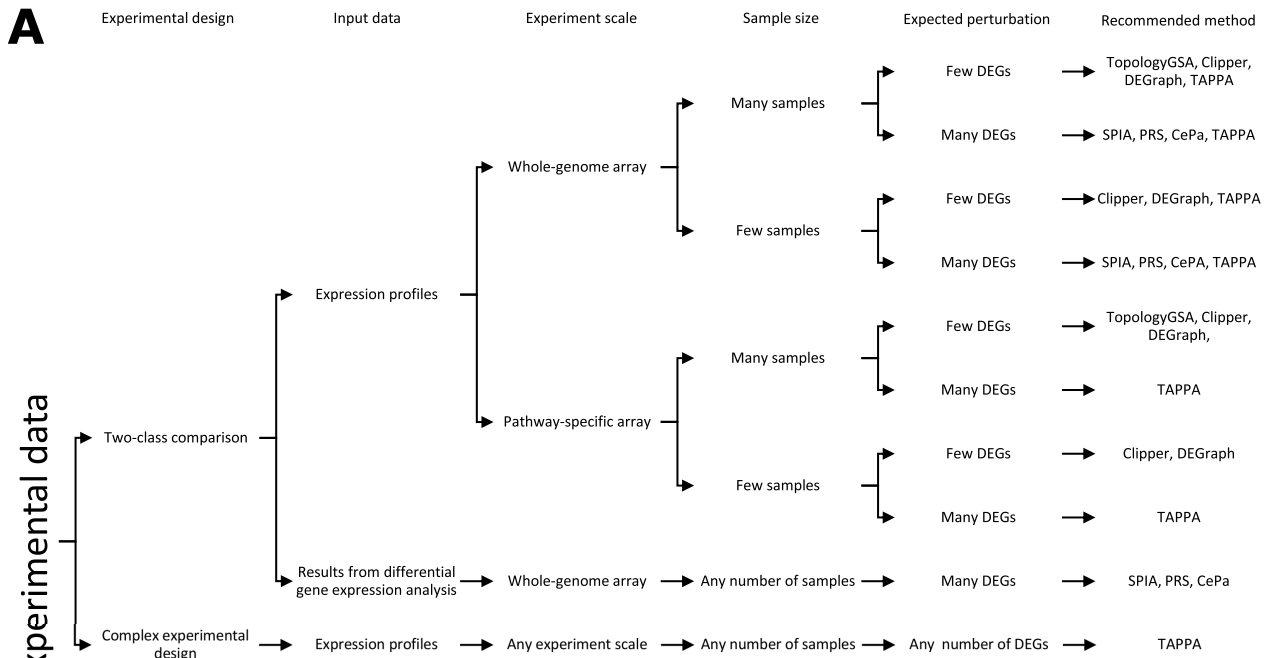 A
Experimental design
Input data
Experiment scale
Sample size
Expected perturbation
Recommended method
Few DEGs
TopologyGSA, Clipper,
DEGraph, TAPPA
Many samples
Many DEGs
SPIA, PRS, CePa, TAPPA
Whole-genome array
Few DEGs
Clipper, DEGraph, TAPPA
Few samples
Many DEGs
SPIA, PRS, CePA, TAPPA
Expression profiles
Few DEGs
TopologyGSA, Clipper,
DEGraph,
Many samples
Many DEGs
TAPPA
Pathway-specific array
Two-class comparison
Few DEGs
Clipper, DEGraph
Few samples
Many DEGs
TAPPA
Results from differential
gene expression analysis
Whole-genome array
Any number of samples
Many DEGs
SPIA, PRS, CePa
Complex experimental
design
Expression profiles
Any experiment scale
Any number of samples
Any  number of DEGs
TAPPA
xperimental data